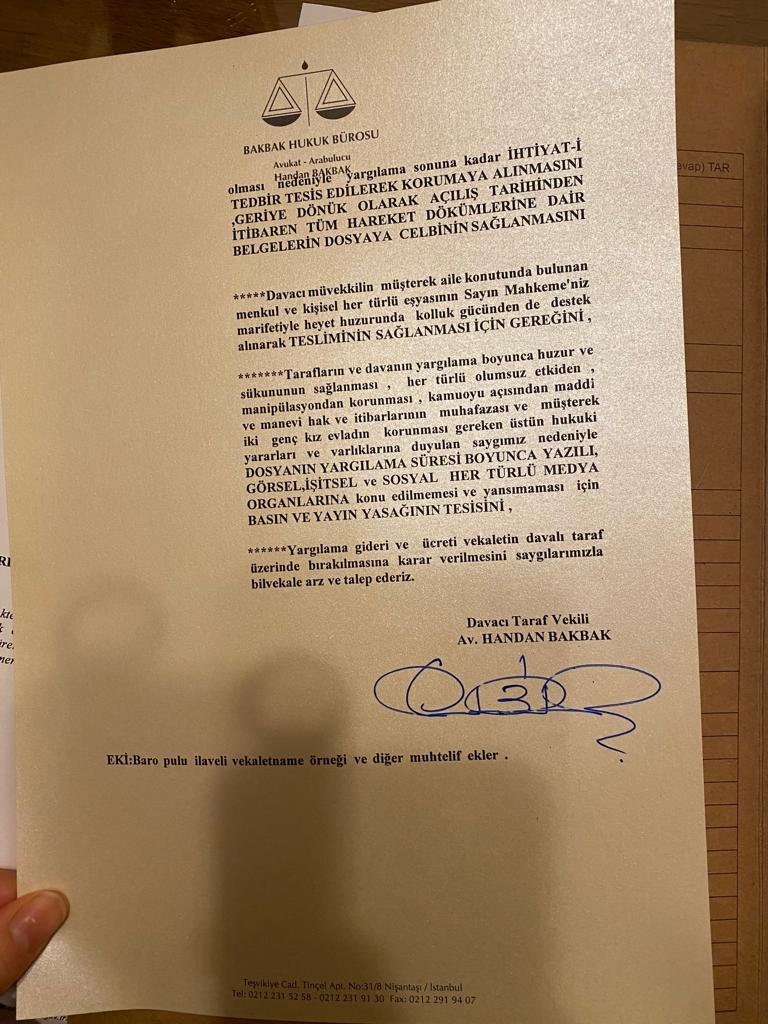 BAKBAK HUKUK BÜROSU
Avukat - Arabulucu
Handan BAKBAK
olması nedeniyle yargılama sonuna kadar İHTİYAT-İ
TEDBİR TESİS EDİLEREK KORUMAYA ALINMASINI
,GERİYE DÖNÜK OLARAK AÇILIŞ TARİHİNDEN
İTİBAREN TÜM HAREKET DÖKÜMLERİNE DAİR
BELGELERİN DOSYAYA CELBİNİN SAĞLANMASINI
*****Davacı müvekkilin müşterek aile konutunda bulunan
menkul ve kişisel her türlü eşyasının Sayın Mahkeme'niz
marifetiyle heyet huzurunda kolluk gücünden de destek
alınarak TESLİMİNİN SAĞLANMASI İÇİN GEREĞİNİ ,
*******Tarafların ve davanın yargılama boyunca huzur ve
sükununun sağlanması , her türlü olumsuz etkiden ,
manipülasyondan korunması , kamuoyu açısından maddi
ve manevi hak ve itibarlarının muhafazası ve müşterek
iki genç kız evladın korunması gereken üstün hukuki
yararları ve varlıklarına duyulan saygımız nedeniyle
DOSYANIN YARGILAMA SÜRESİ BOYUNCA YAZILI,
GÖRSEL,İŞİTSEL ve SOSYAL HER TÜRLÜ MEDYA
ORGANLARINA konu edilmemesi ve yansımaması için
BASIN VE YAYIN YASAĞININ TESİSİNİ ,
******Yargılama gideri ve ücreti vekaletin davalı taraf
üzerinde bırakılmasına karar verilmesini saygılarımızla
bilvekale arz ve talep ederiz.
Davacı Taraf Vekili
Av. HANDAN BAKBAK
EKİ:Baro pulu ilaveli vekaletname örneği ve diğer muhtelif ekler .
Teşvikiye Cad. Tinçel Apt. No:31/8 Nişantaşı / İstanbul
Tel: 0212 231 52 58 - 0212 231 91 30 Fax: 0212 291 94 07
evap) TAR